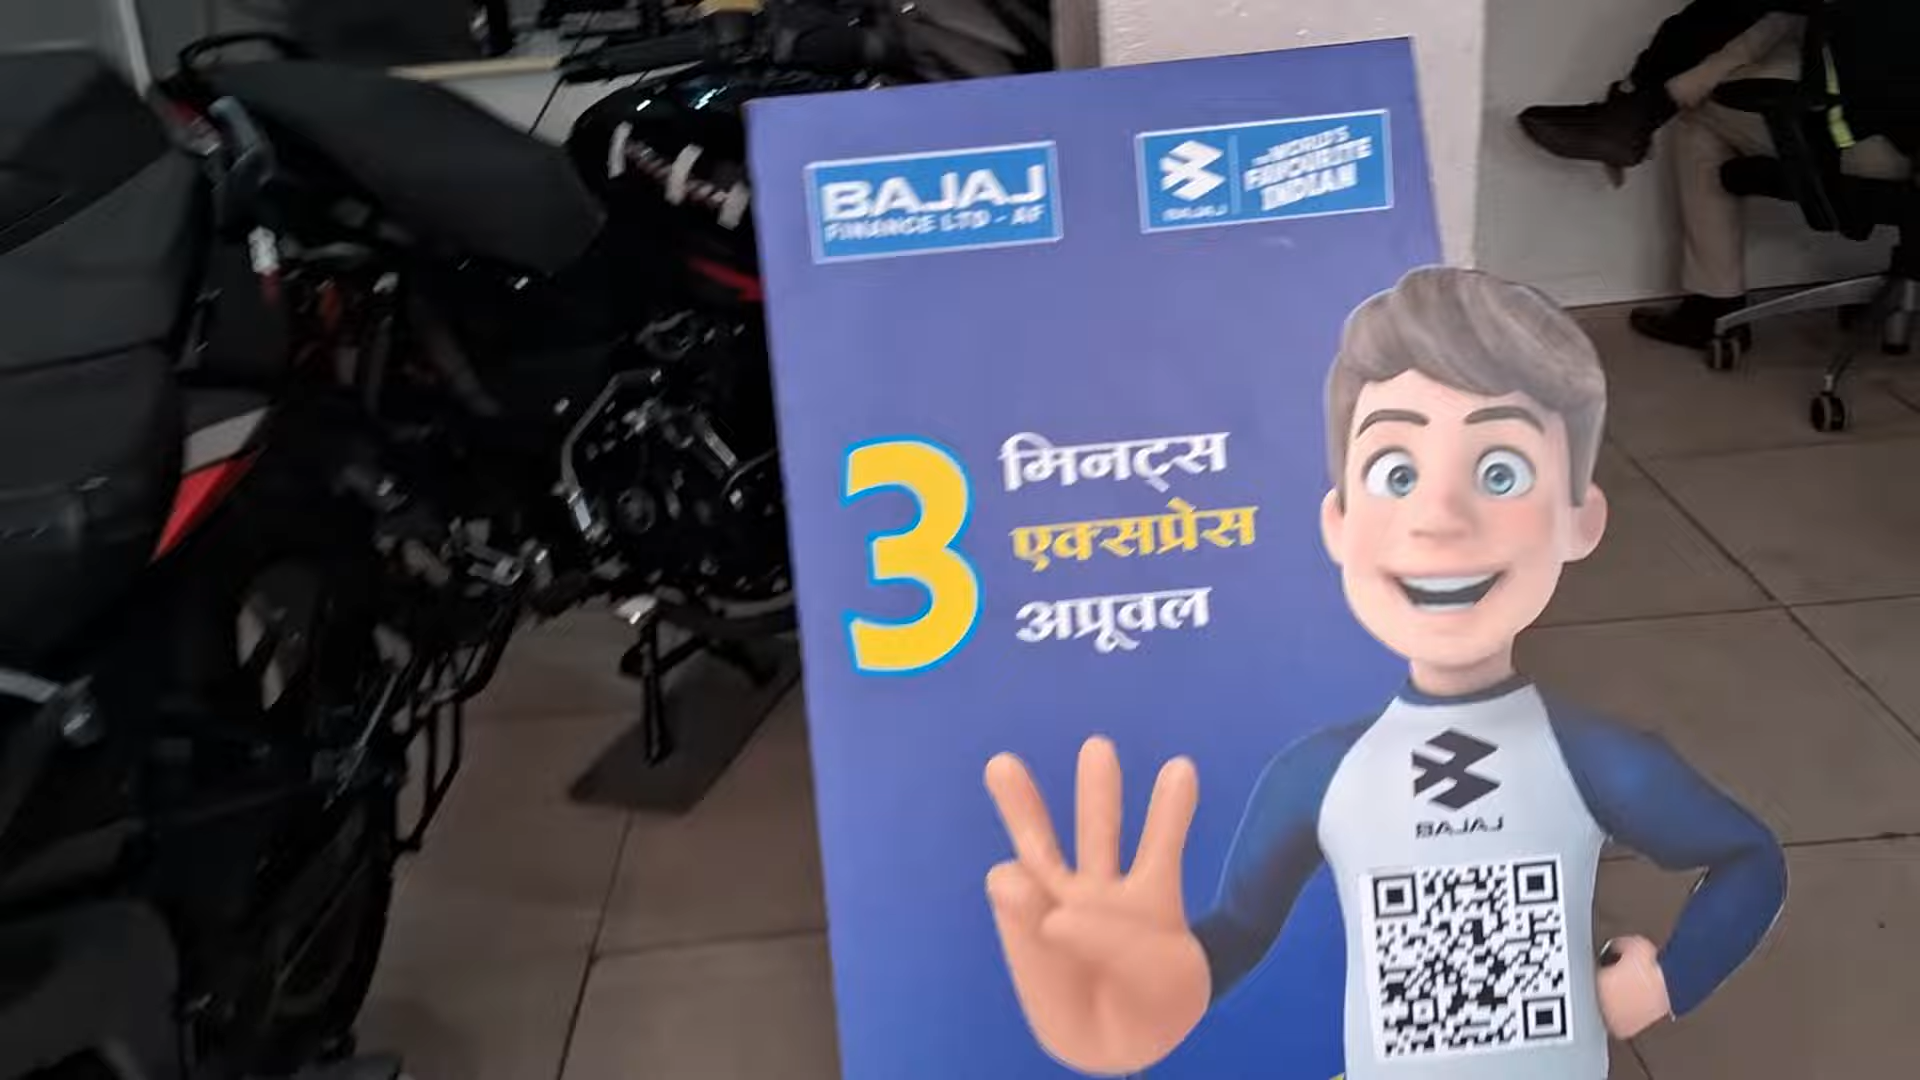 BAJAJ
FINANCE LTD - AF
BAJAJ
THE WORLD'S
FAVOURITE
INDIAN
3
मिनट्स
एक्सप्रेस
अप्रूवल
BAJAJ